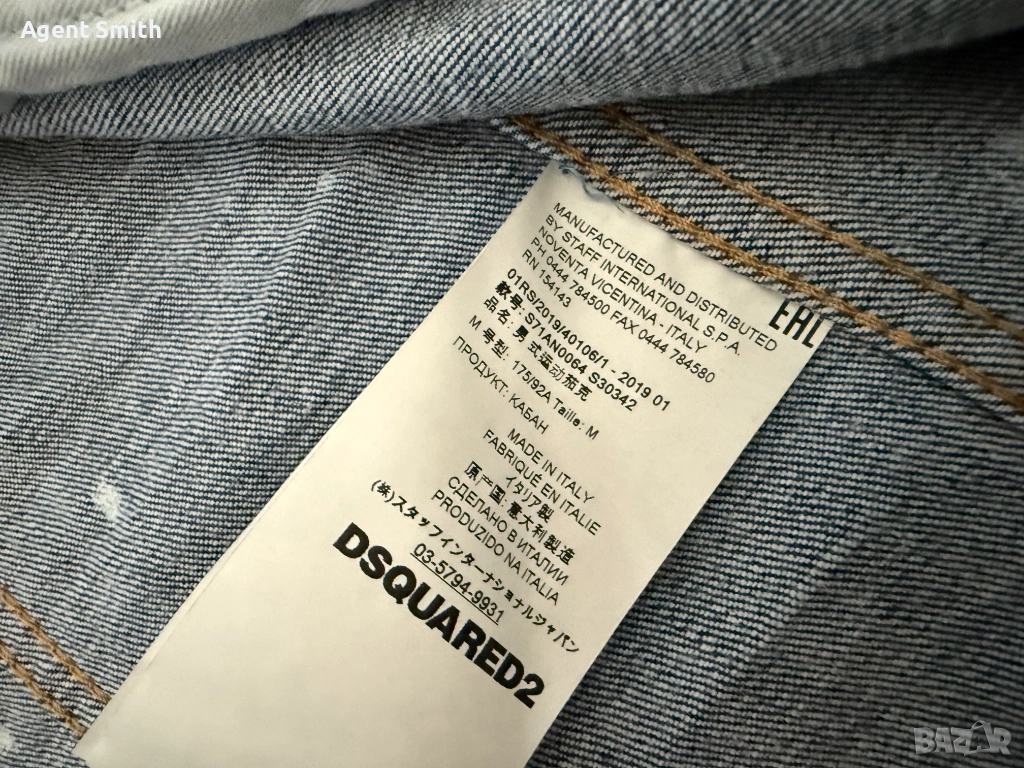 Agent Smith
MANUFACTURED AND DISTRIBUTED
BY STAFF INTERNATIONAL S.P.A.
NOVENTA VICENTINA - ITALY
PH 0444 784500 FAX 0444 784580
RN 154143
EAC
01RS/2019/40106/1 - 2019 01
款号: S71AN0064 S30342
品名: 男式运动茄克
M 号型: 175/92A Taille: M
ПРОДУКТ: КАБАН
MADE IN ITALY
FABRIQUÉ EN ITALIE
イタリア製
原产国: 意大利製造
СДЕЛАНО В ИТАЛИИ
PRODUZIDO NA ITALIA
(株)スタッフインターナショナルジャパン
03-5794-9931
DSQUARED2
BAZAR